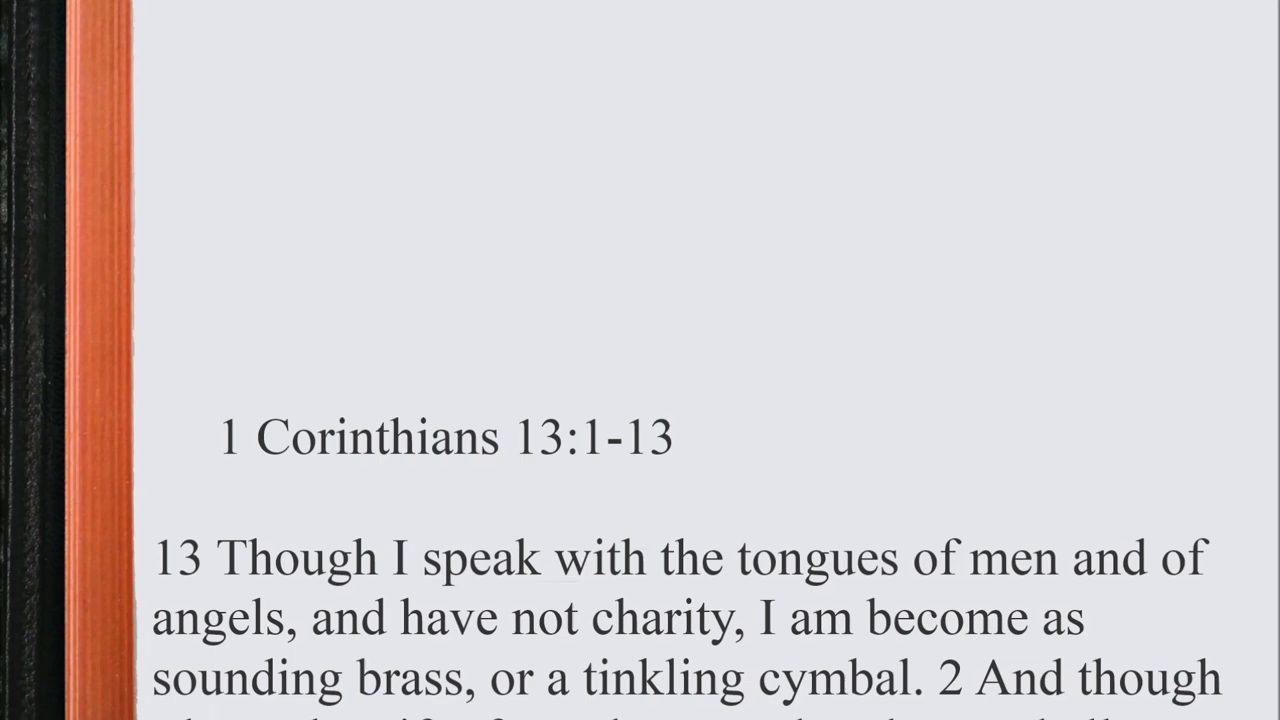 1 Corinthians 13:1-13
13 Though I speak with the tongues of men and of
angels, and have not charity, I am become as
sounding brass, or a tinkling cymbal. 2 And though